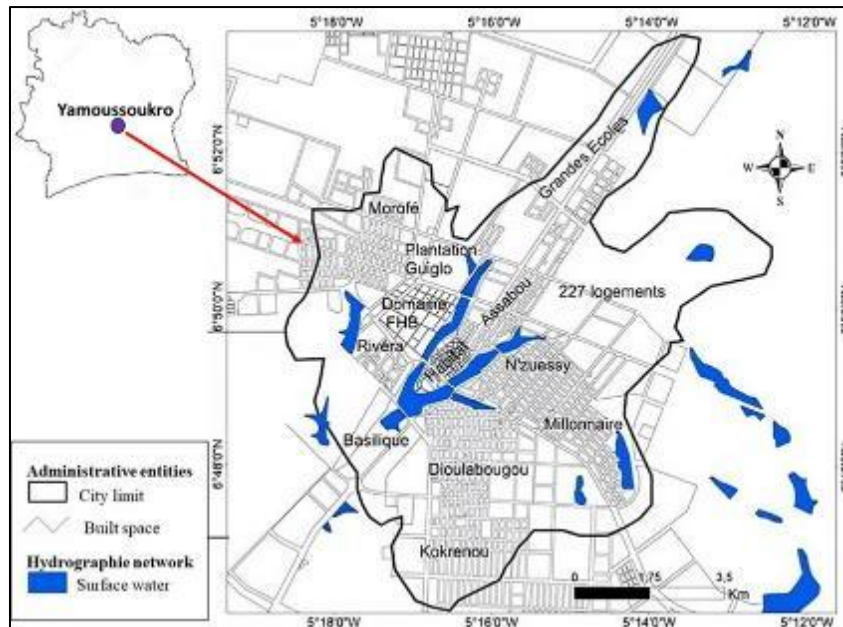 5°18'0"W
5°16'0"W
5°14'0"W
5°12'0"W
Yamoussoukro
6°52'0"N
Grandes Ecoles
N
W
E
S
Morofé
Plantation
Guiglo
Assabou
227 logements
6°50'0"N
Domaine
FHB
Rivéra
Habitat
N'zuessy
Millonnaire
Basilique
6°48'0"N
Dioulabougou
Kokrenou
Administrative entities
City limit
Built space
Hydrographie network
Surface water
0
1,75
3,5
Km
5°18'0"W
5°16'0"W
5°14'0"W
5°12'0"W